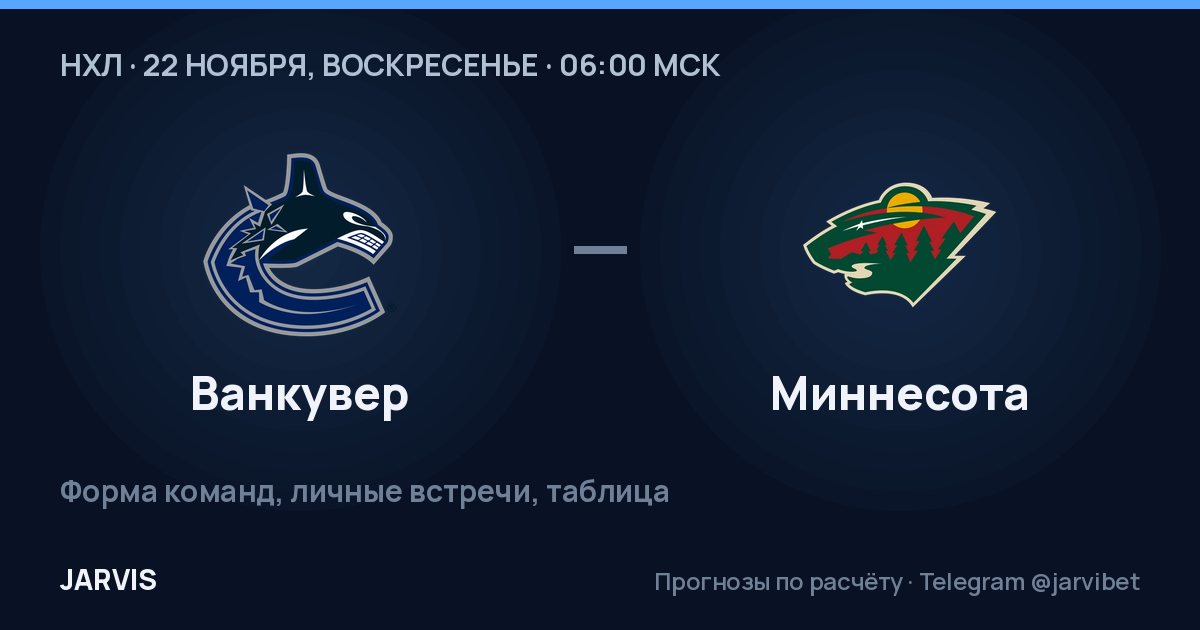 НХЛ · 22 НОЯБРЯ, ВОСКРЕСЕНЬЕ · 06:00 МСК
—
Ванкувер
Миннесота
Форма команд, личные встречи, таблица
JARVIS
Прогнозы по расчёту · Telegram @jarvibet